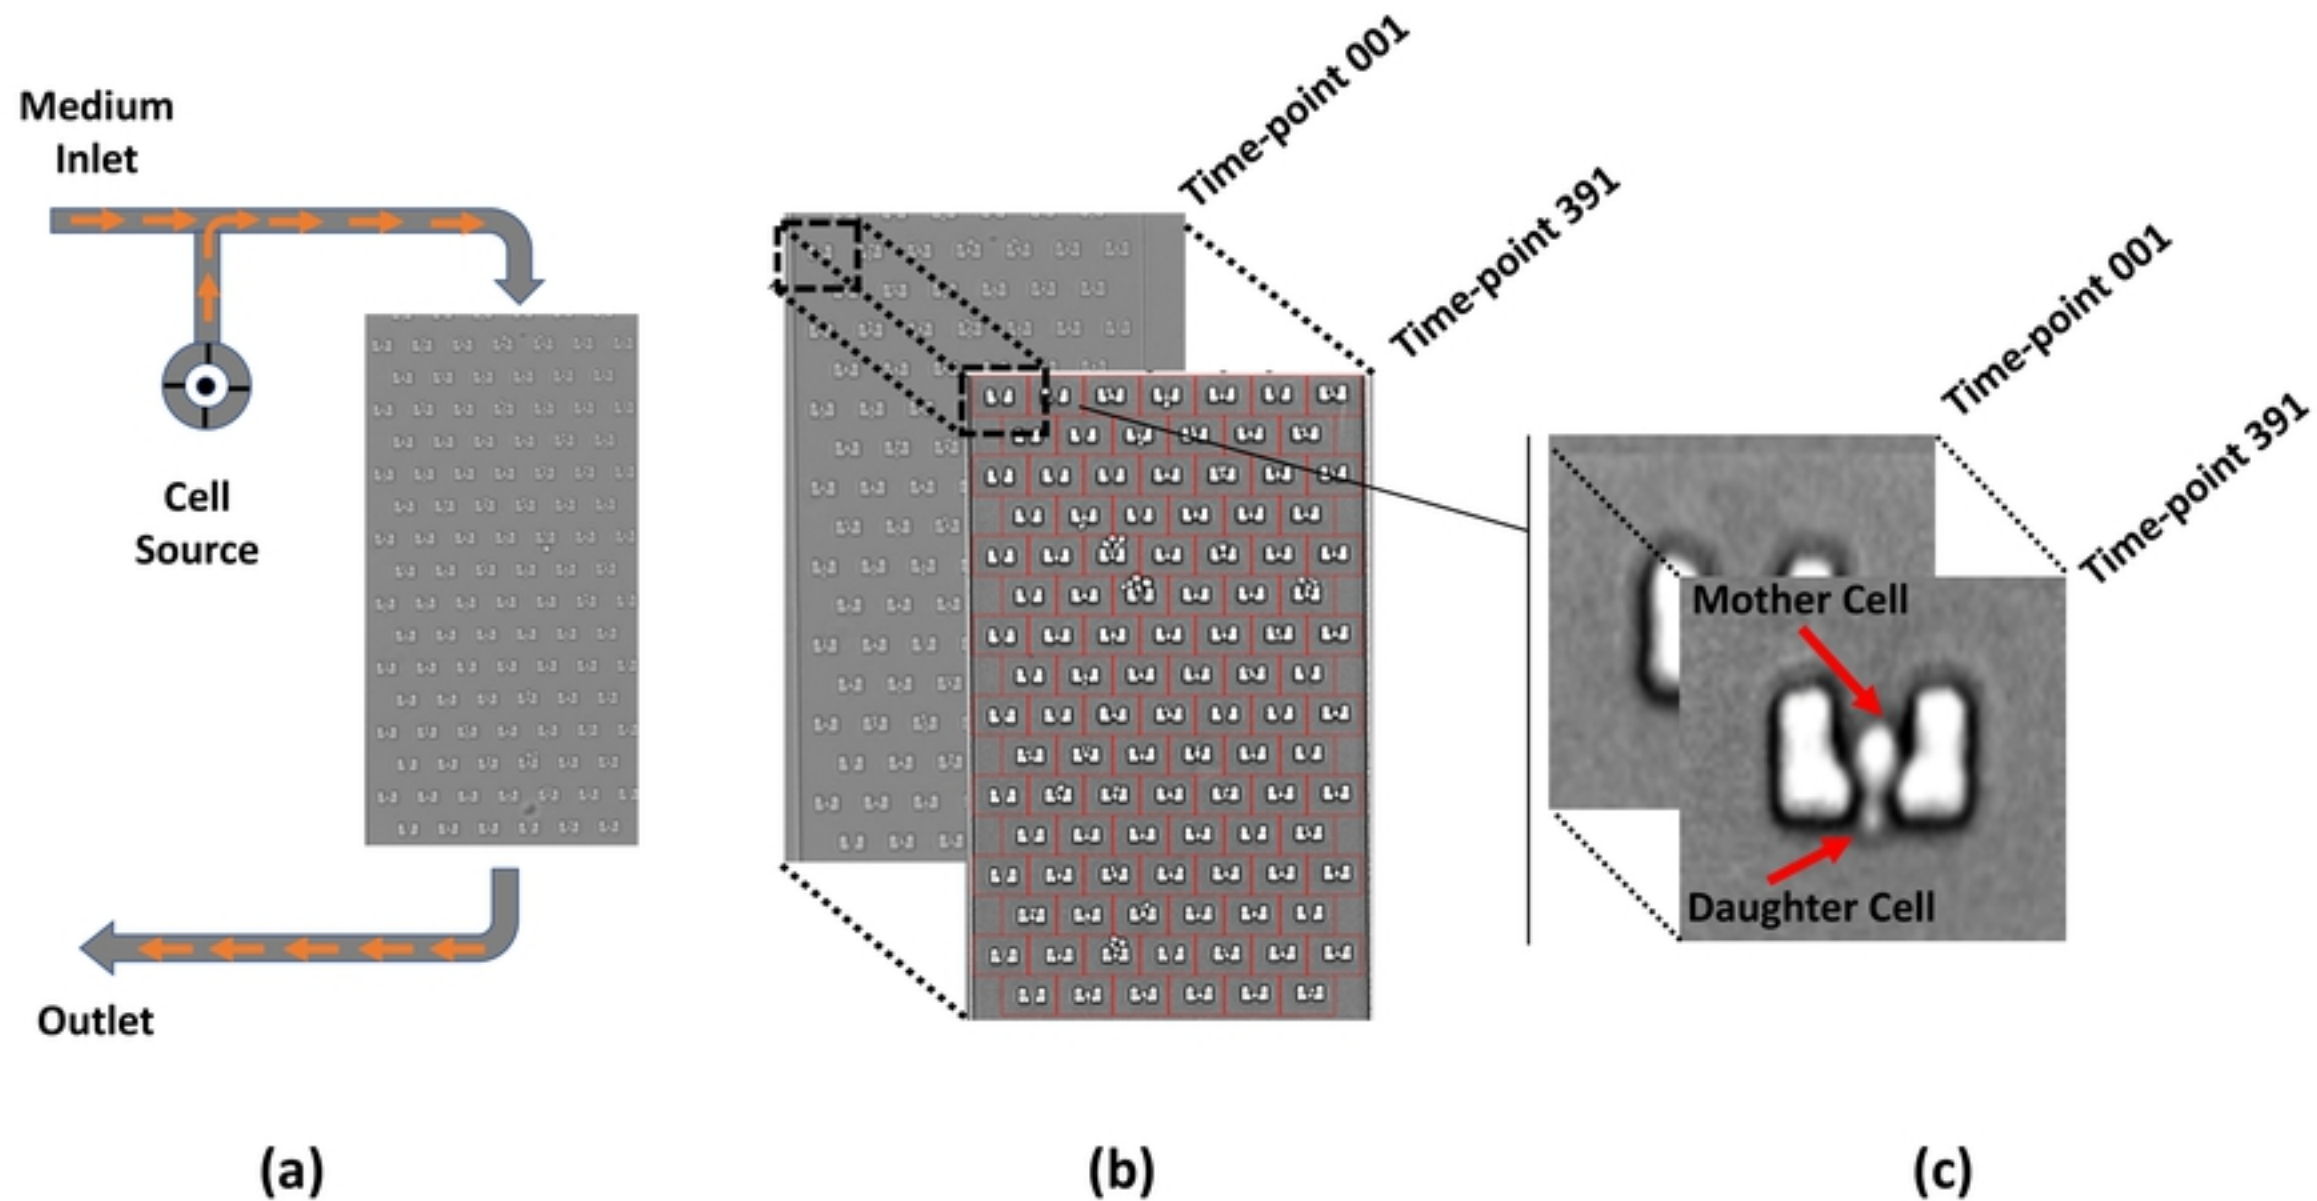 Medium
Inlet
Cell
Source
Outlet
(a)
Time-point 001
Time-point 391
(b)
Time-point 001
Time-point 391
Mother Cell
Daughter Cell
(c)